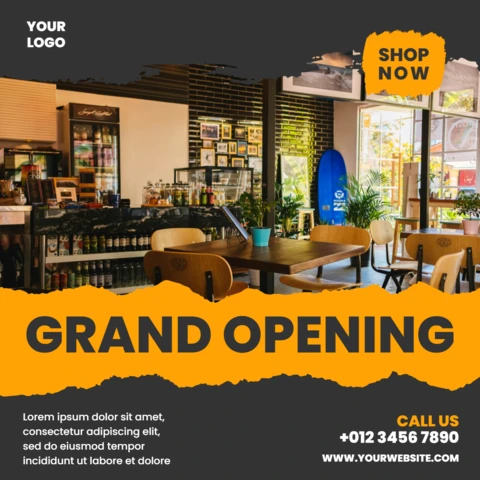 YOUR
LOGO
SHOP
NOW
GRAND OPENING
Lorem ipsum dolor sit amet,
consectetur adipiscing elit,
sed do eiusmod tempor
incididunt ut labore et dolore
CALL US
+012 3456 7890
WWW.YOURWEBSITE.COM